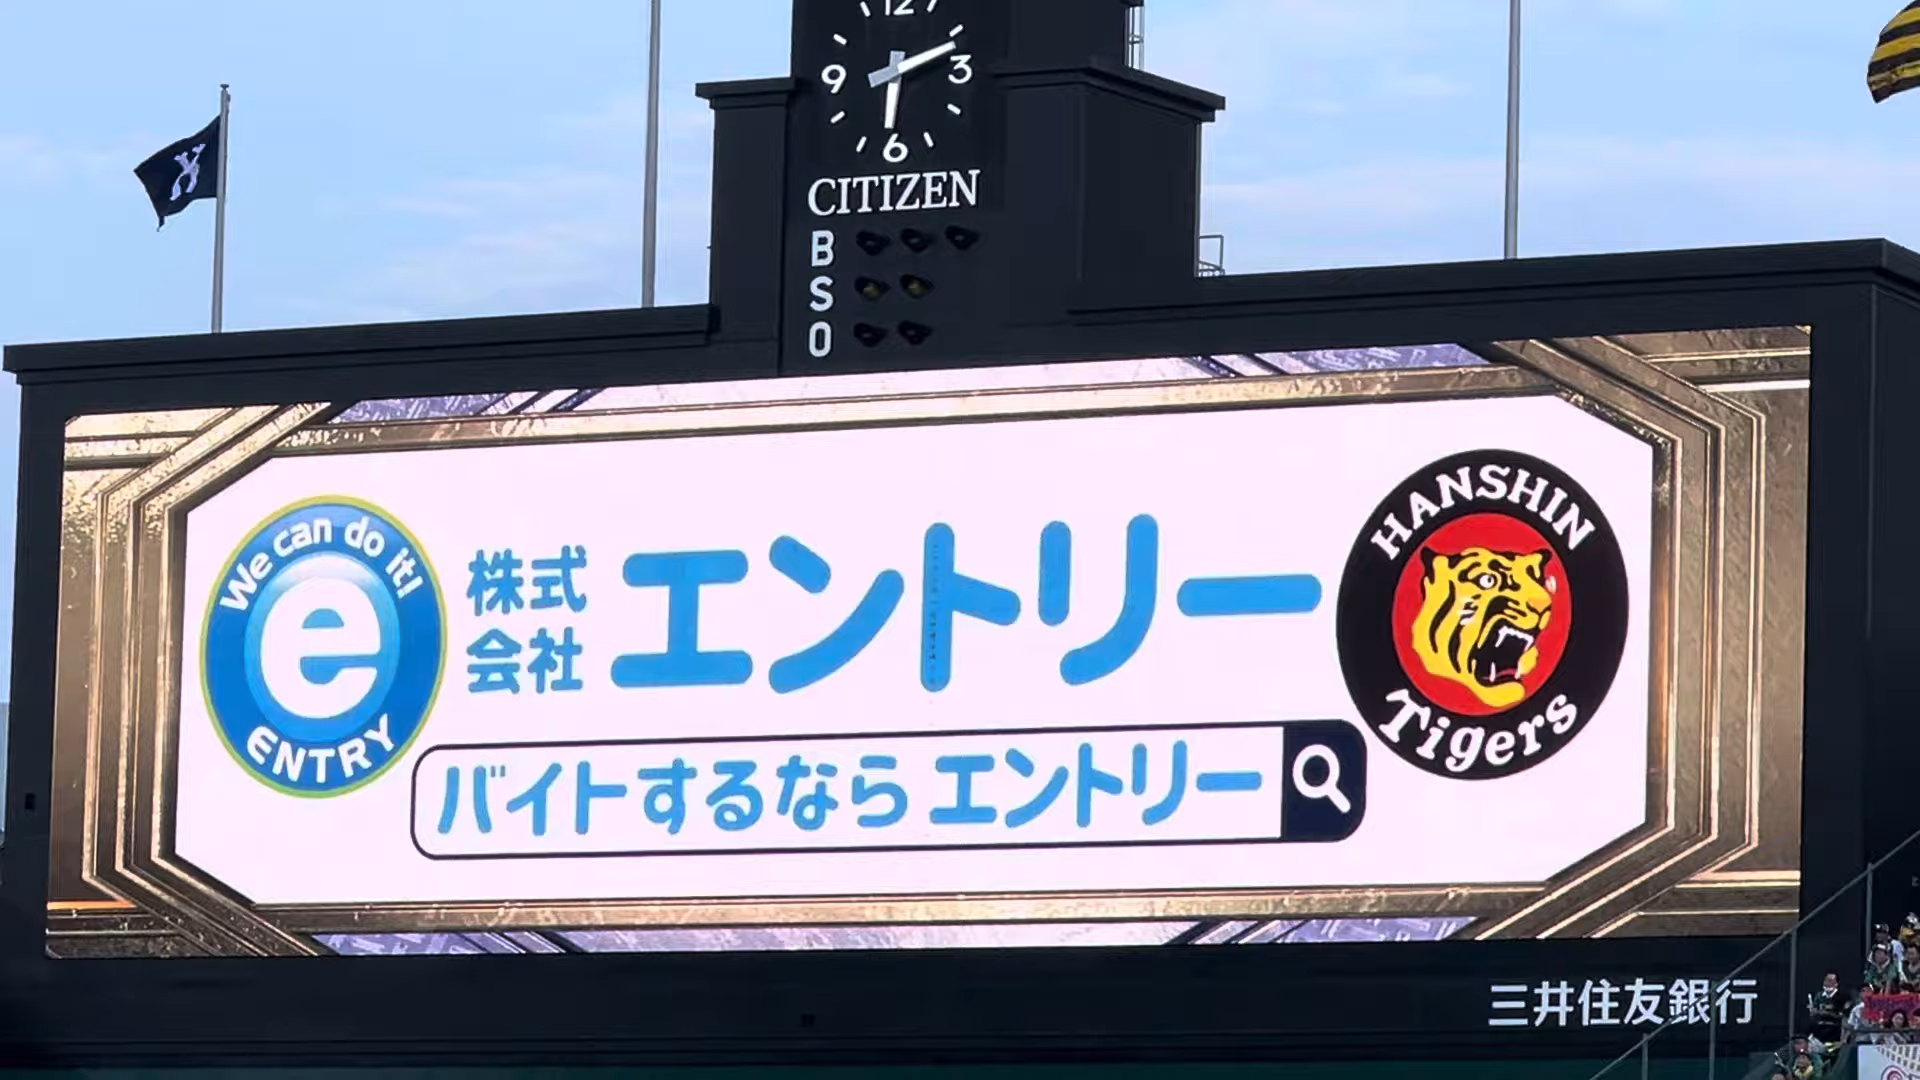 12
9
3
6
CITIZEN
B
S
O
We can do it!
e
ENTRY
株式
会社
エントリー
バイトするなら エントリー
HANSHIN
Tigers
三井住友銀行